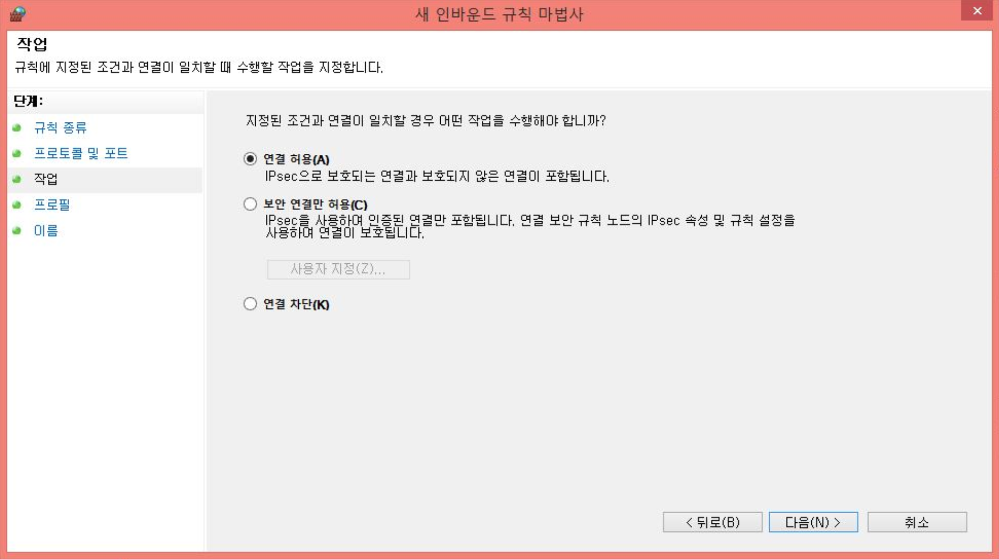 새 인바운드 규칙 마법사
작업
규칙에 지정된 조건과 연결이 일치할 때 수행할 작업을 지정합니다.
단계:
규칙 종류
프로토콜 및 포트
작업
프로필
이름
지정된 조건과 연결이 일치할 경우 어떤 작업을 수행해야 합니까?
연결 허용(A)
IPsec으로 보호되는 연결과 보호되지 않은 연결이 포함됩니다.
보안 연결만 허용(C)
IPsec을 사용하여 인증된 연결만 포함됩니다. 연결 보안 규칙 노드의 IPsec 속성 및 규칙 설정을
사용하여 연결이 보호됩니다.
사용자 지정(Z)...
연결 차단(K)
< 뒤로(B)
다음(N) >
취소